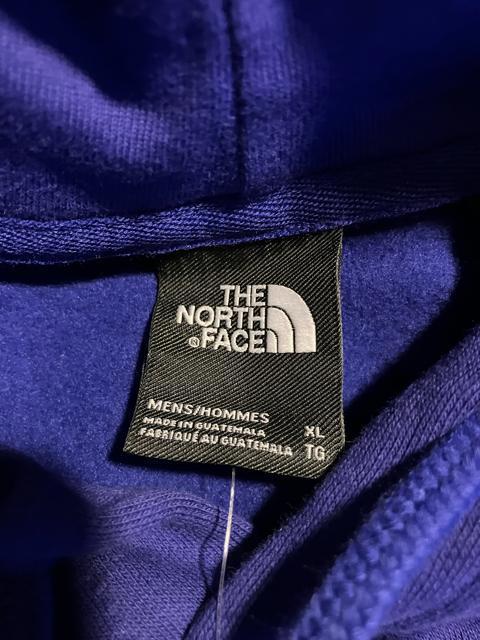 THE
NORTH
®FACE
MENS/HOMMES
MADE IN GUATEMALA XL
FABRIQUÉ AU GUATEMALA TG